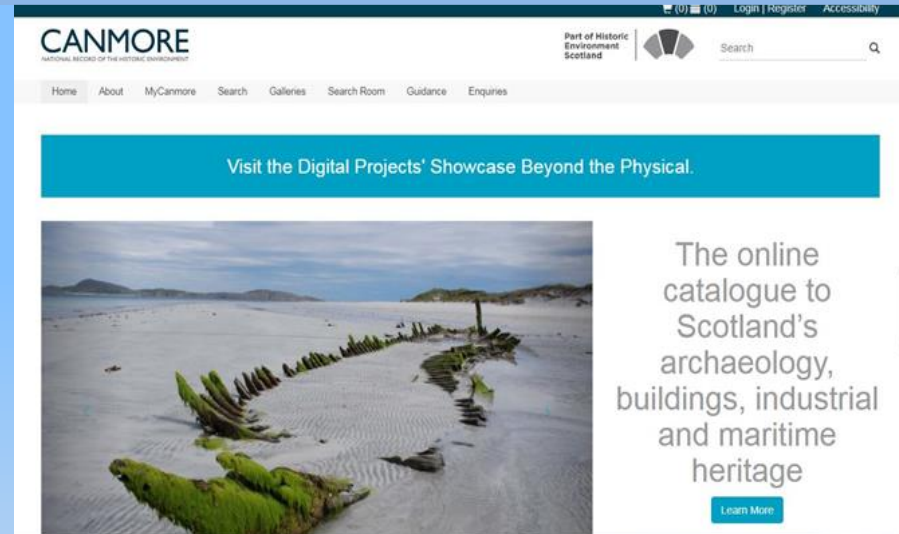 (0) (0) Login | Register Accessibility
CANMORE
NATIONAL RECORD OF THE HISTORIC ENVIRONMENT
Part of Historic
Environment
Scotland
Search
Home About MyCanmore Search Galleries Search Room Guidance Enquiries
Visit the Digital Projects' Showcase Beyond the Physical.
The online
catalogue to
Scotland's
archaeology,
buildings, industrial
and maritime
heritage
Learn More